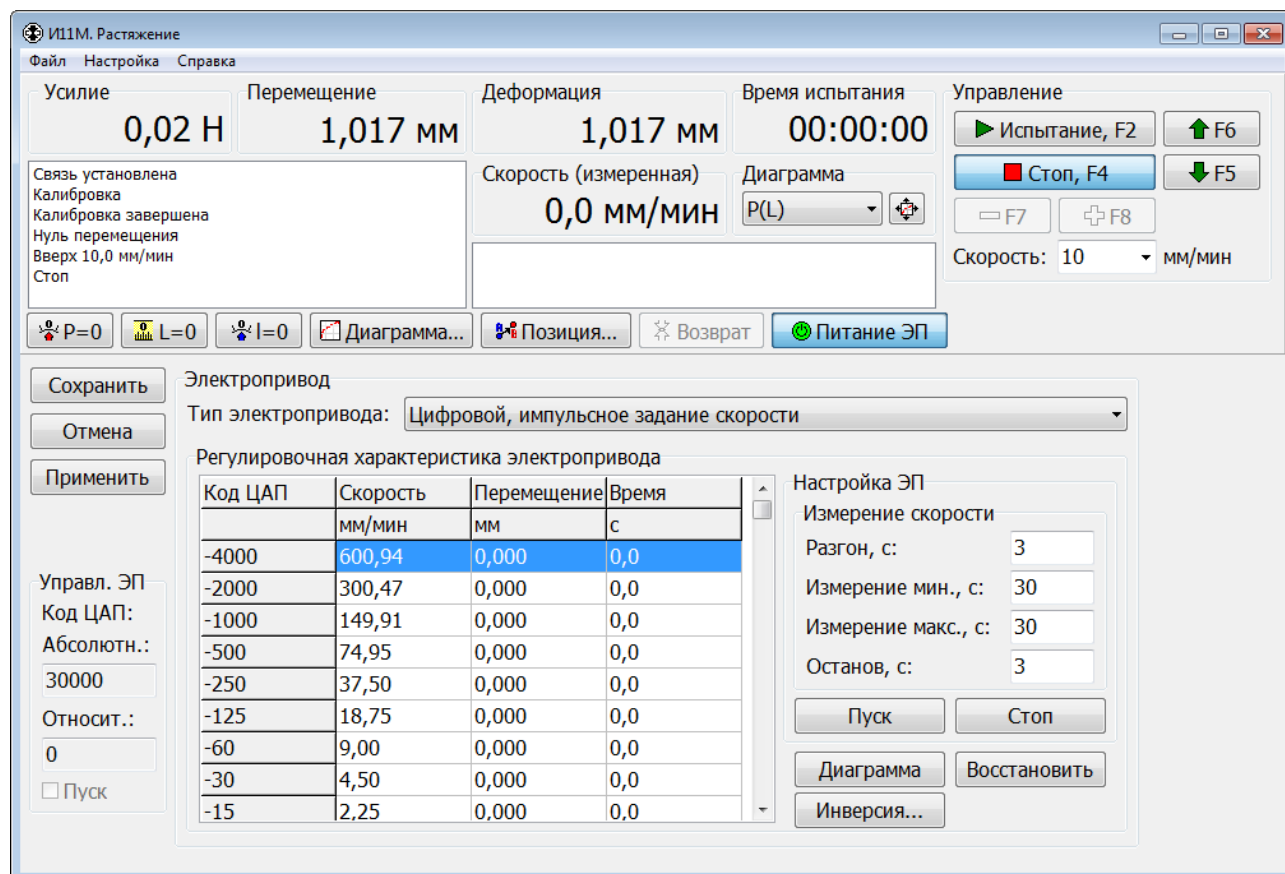 И11М. Растяжение
Файл Настройка Справка
Усилие Перемещение Деформация Время испытания Управление
0,02 Н 1,017 мм 1,017 мм 00:00:00
Испытание, F2 F6
Связь установлена
Калибровка
Калибровка завершена
Нуль перемещения
Вверх 10,0 мм/мин
Стоп
Скорость (измеренная) Диаграмма
0,0 мм/мин P(L)
Стоп, F4 F5
F7 F8
Скорость: 10 мм/мин
P=0 L=0 l=0 Диаграмма... Позиция... Возврат Питание ЭП
Сохранить
Отмена
Применить
Электропривод
Тип электропривода: Цифровой, импульсное задание скорости
Регулировочная характеристика электропривода
Код ЦАП Скорость Перемещение Время
мм/мин мм с
-4000 600,94 0,000 0,0
-2000 300,47 0,000 0,0
-1000 149,91 0,000 0,0
-500 74,95 0,000 0,0
-250 37,50 0,000 0,0
-125 18,75 0,000 0,0
-60 9,00 0,000 0,0
-30 4,50 0,000 0,0
-15 2,25 0,000 0,0
Настройка ЭП
Измерение скорости
Разгон, с: 3
Измерение мин., с: 30
Измерение макс., с: 30
Останов, с: 3
Пуск Стоп
Диаграмма Восстановить
Инверсия...
Управл. ЭП
Код ЦАП:
Абсолютн.:
30000
Относит.:
0
Пуск